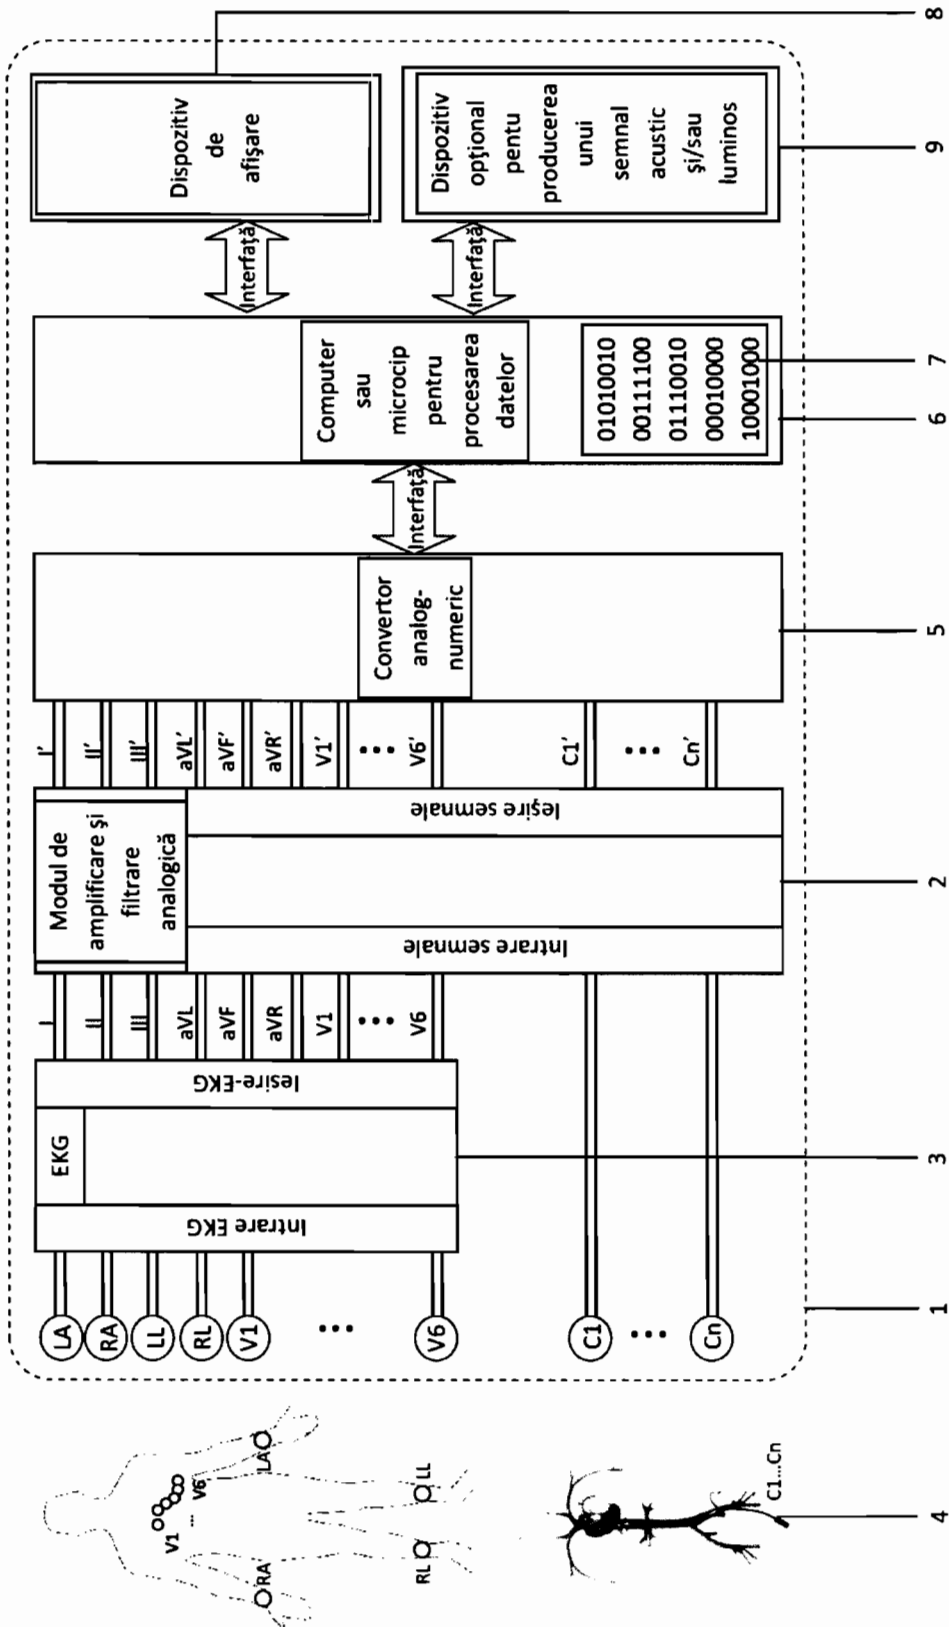 V1
...
V6
RA
LA
RL
LL
C1...Cn
LA
RA
LL
RL
V1
...
V6
C1
...
Cn
Intrare EKG
EKG
Iesire-EKG
I
II
III
aVL
aVF
aVR
V1
...
V6
Modul de
amplificare şi
filtrare
analogică
Intrare semnale
Ieşire semnale
I'
II'
III'
aVL'
aVF'
aVR'
V1'
...
V6'
C1'
...
Cn'
Convertor
analog-
numeric
Interfaţă
Computer
sau
microcip
pentru
procesarea
datelor
01010010
00111100
01110010
00010000
10001000
Interfaţă
Interfaţă
Dispozitiv
de
afişare
Dispozitiv
opţional
pentu
producerea
unui
semnal
acustic
şi/sau
luminos
4
1
3
2
5
6
7
9
8